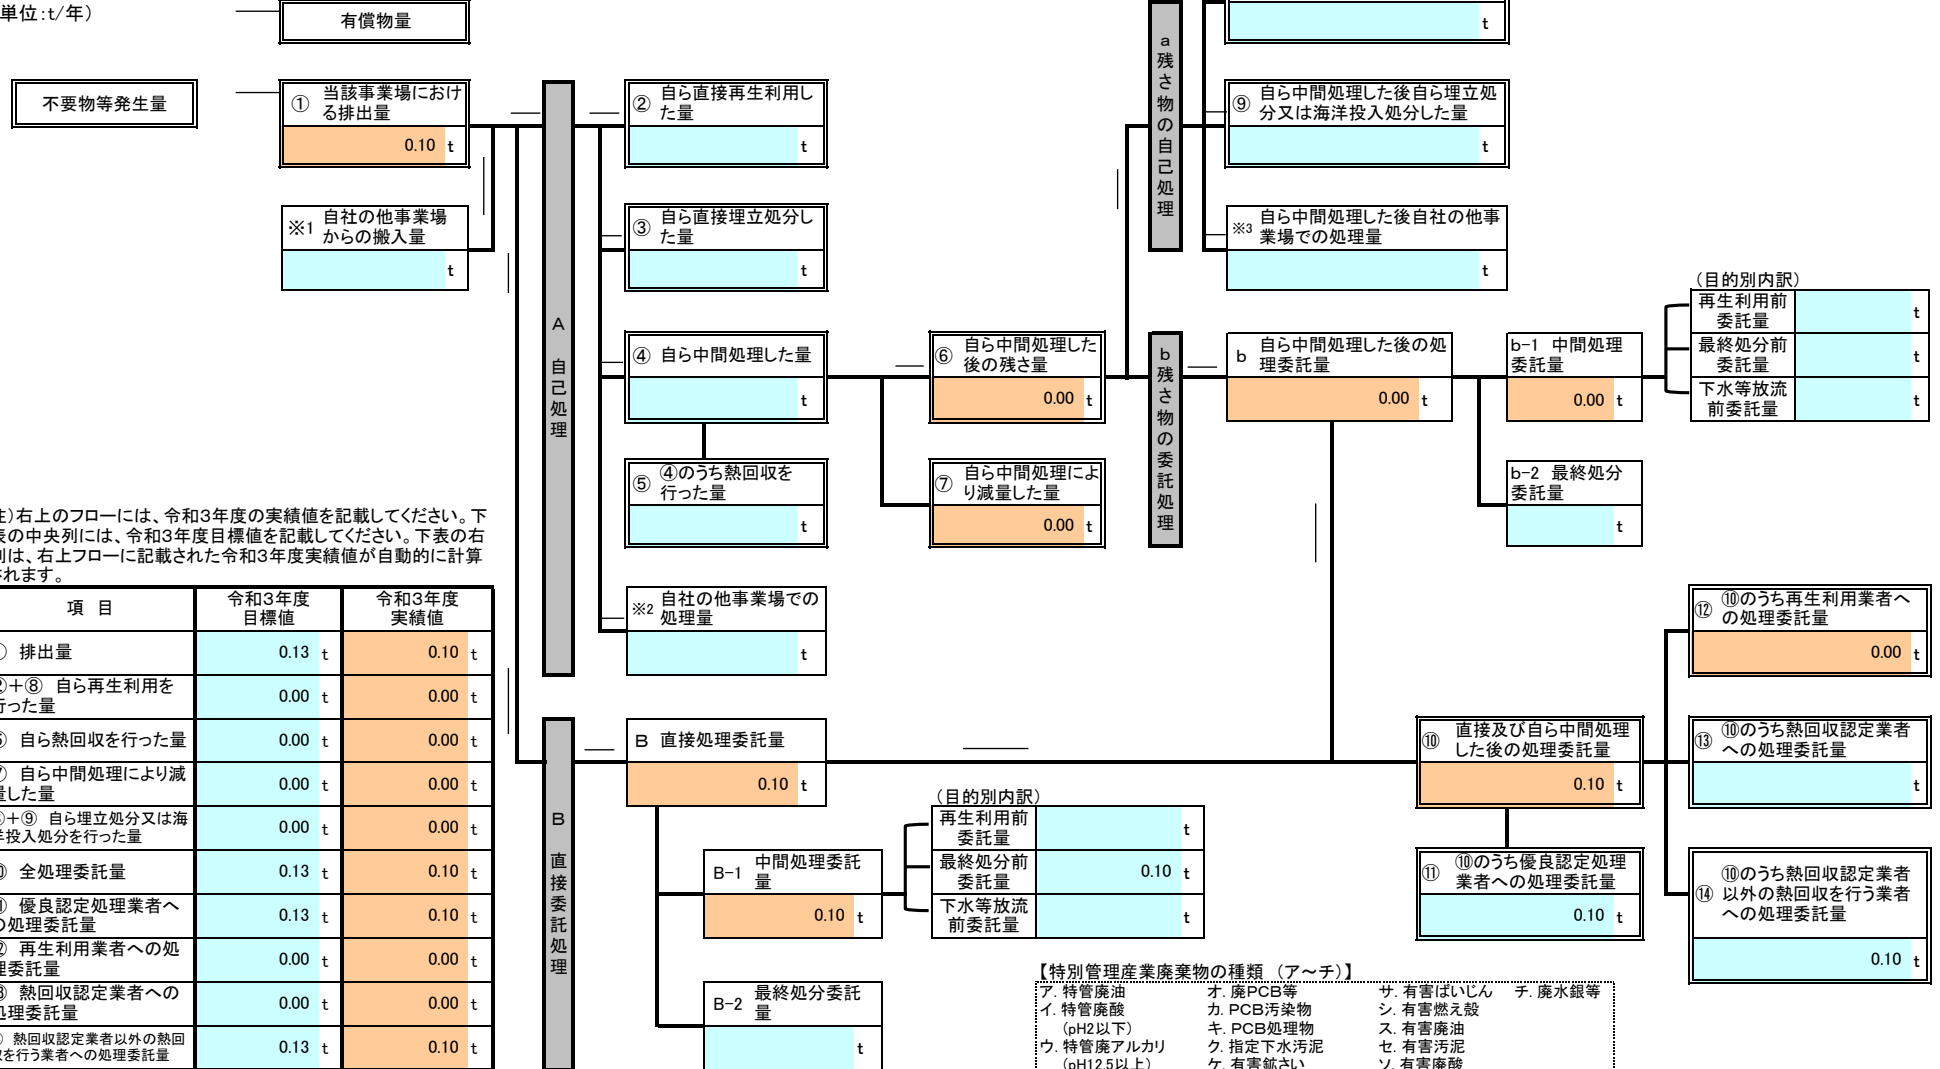 単位:t/年)
有償物量
t
不要物等発生量
① 当該事業場におけ
る排出量
0.10 t
※1 自社の他事業場
からの搬入量
t
A 自己処理
② 自ら直接再生利用し
た量
t
③ 自ら直接埋立処分し
た量
t
④ 自ら中間処理した量
t
⑤ ④のうち熱回収を
行った量
t
※2 自社の他事業場での
処理量
t
⑥ 自ら中間処理した
後の残さ量
0.00 t
⑦ 自ら中間処理によ
り減量した量
0.00 t
a 残さ物の自己処理
⑨ 自ら中間処理した後自ら埋立処
分又は海洋投入処分した量
t
※3 自ら中間処理した後自社の他事
業場での処理量
t
b 残さ物の委託処理
b 自ら中間処理した後の処
理委託量
0.00 t
b-1 中間処理
委託量
0.00 t
b-2 最終処分
委託量
t
(目的別内訳)
再生利用前
委託量
t
最終処分前
委託量
t
下水等放流
前委託量
t
)右上のフローには、令和3年度の実績値を記載してください。下
の中央列には、令和3年度目標値を記載してください。下表の右
は、右上フローに記載された令和3年度実績値が自動的に計算
れます。
項 目 令和3年度
目標値 令和3年度
実績値
排出量 0.13 t 0.10 t
+⑧ 自ら再生利用を
った量 0.00 t 0.00 t
自ら熱回収を行った量 0.00 t 0.00 t
自ら中間処理により減
した量 0.00 t 0.00 t
+⑨ 自ら埋立処分又は海
投入処分を行った量 0.00 t 0.00 t
全処理委託量 0.13 t 0.10 t
優良認定処理業者へ
の処理委託量 0.13 t 0.10 t
再生利用業者への処
理委託量 0.00 t 0.00 t
熱回収認定業者への
処理委託量 0.00 t 0.00 t
熱回収認定業者以外の熱回
収を行う業者への処理委託量 0.13 t 0.10 t
B 直接委託処理
B 直接処理委託量
0.10 t
B-1 中間処理委託
量
0.10 t
B-2 最終処分委託
量
t
(目的別内訳)
再生利用前
委託量
t
最終処分前
委託量
0.10 t
下水等放流
前委託量
t
⑩ 直接及び自ら中間処理
した後の処理委託量
0.10 t
⑪ ⑩のうち優良認定処理
業者への処理委託量
0.10 t
⑫ ⑩のうち再生利用業者へ
の処理委託量
0.00 t
⑬ ⑩のうち熱回収認定業者
への処理委託量
t
⑭ ⑩のうち熱回収認定業者
以外の熱回収を行う業者
への処理委託量
0.10 t
【特別管理産業廃棄物の種類 (ア~チ)】
ア. 特管廃油 オ. 廃PCB等 サ. 有害ばいじん チ. 廃水銀等
イ. 特管廃酸 カ. PCB汚染物 シ. 有害燃え殻
(pH2以下) キ. PCB処理物 ス. 有害廃油
ウ. 特管廃アルカリ ク. 指定下水汚泥 セ. 有害汚泥
(pH12.5以上) ケ. 有害鉱さい ソ. 有害廃酸